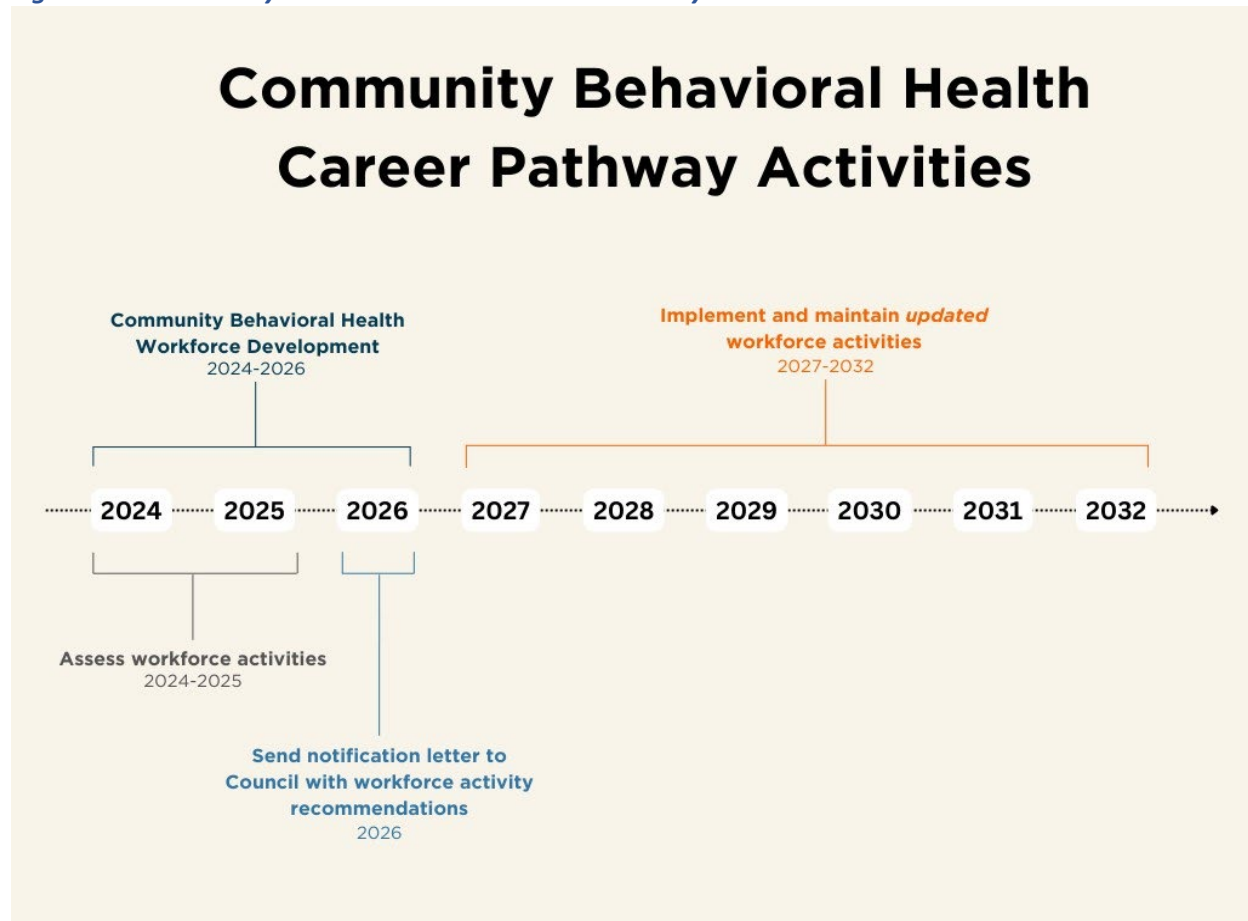 Community Behavioral Health
Career Pathway Activities
Community Behavioral Health
Workforce Development
2024-2026
Implement and maintain updated
workforce activities
2027-2032
2024 2025 2026 2027 2028 2029 2030 2031 2032
Assess workforce activities
2024-2025
Send notification letter to
Council with workforce activity
recommendations
2026